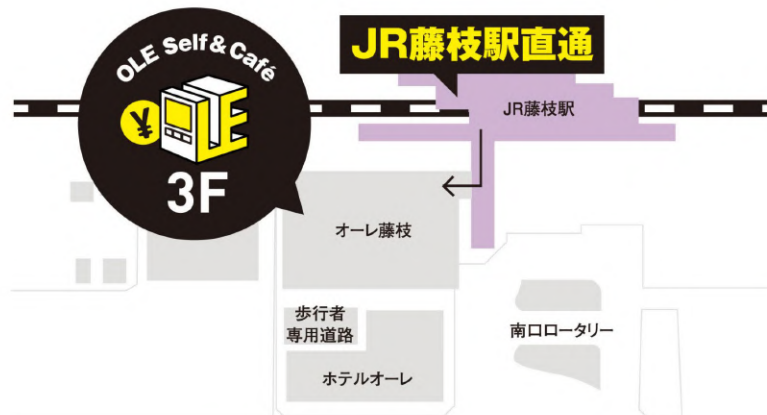 OLE Self&Café
¥
LE
3F
JR藤枝駅直通
JR藤枝駅
オーレ藤枝
歩行者
専用道路
ホテルオーレ
南口ロータリー